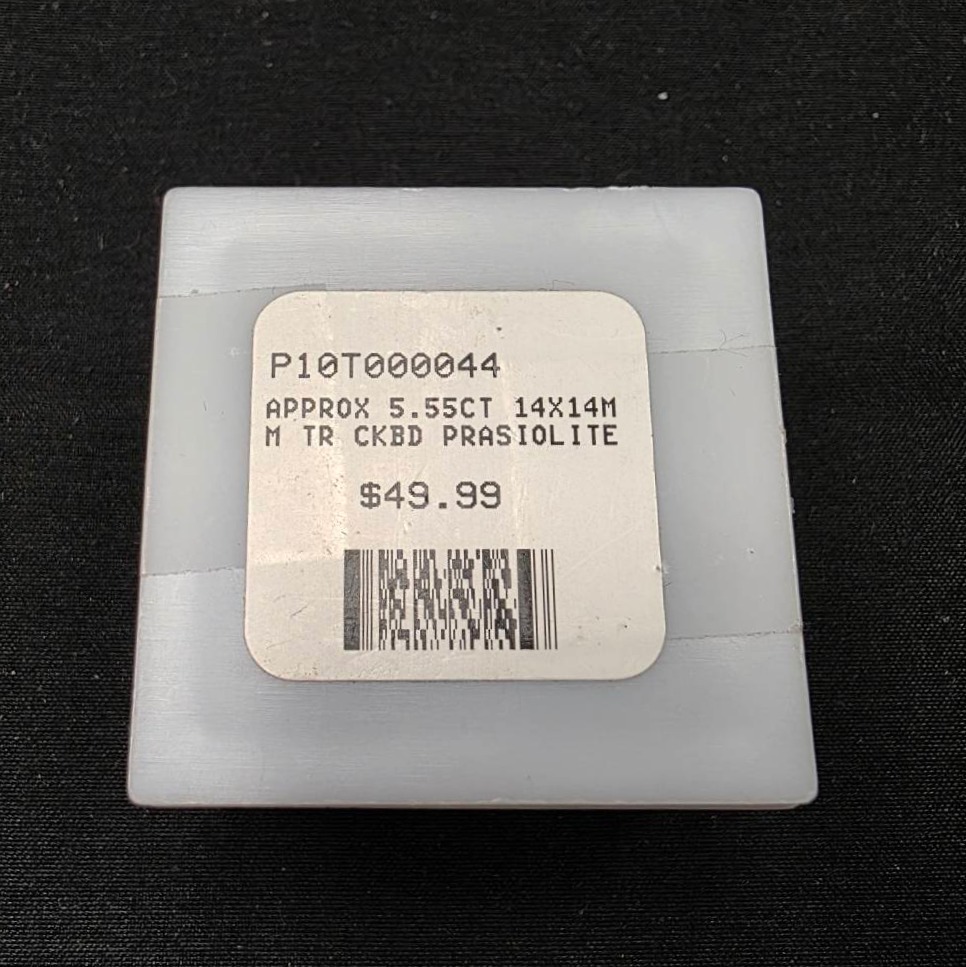 P10T000044
APPROX 5.55CT 14X14M
M TR CKBD PRASIOLITE
$49.99